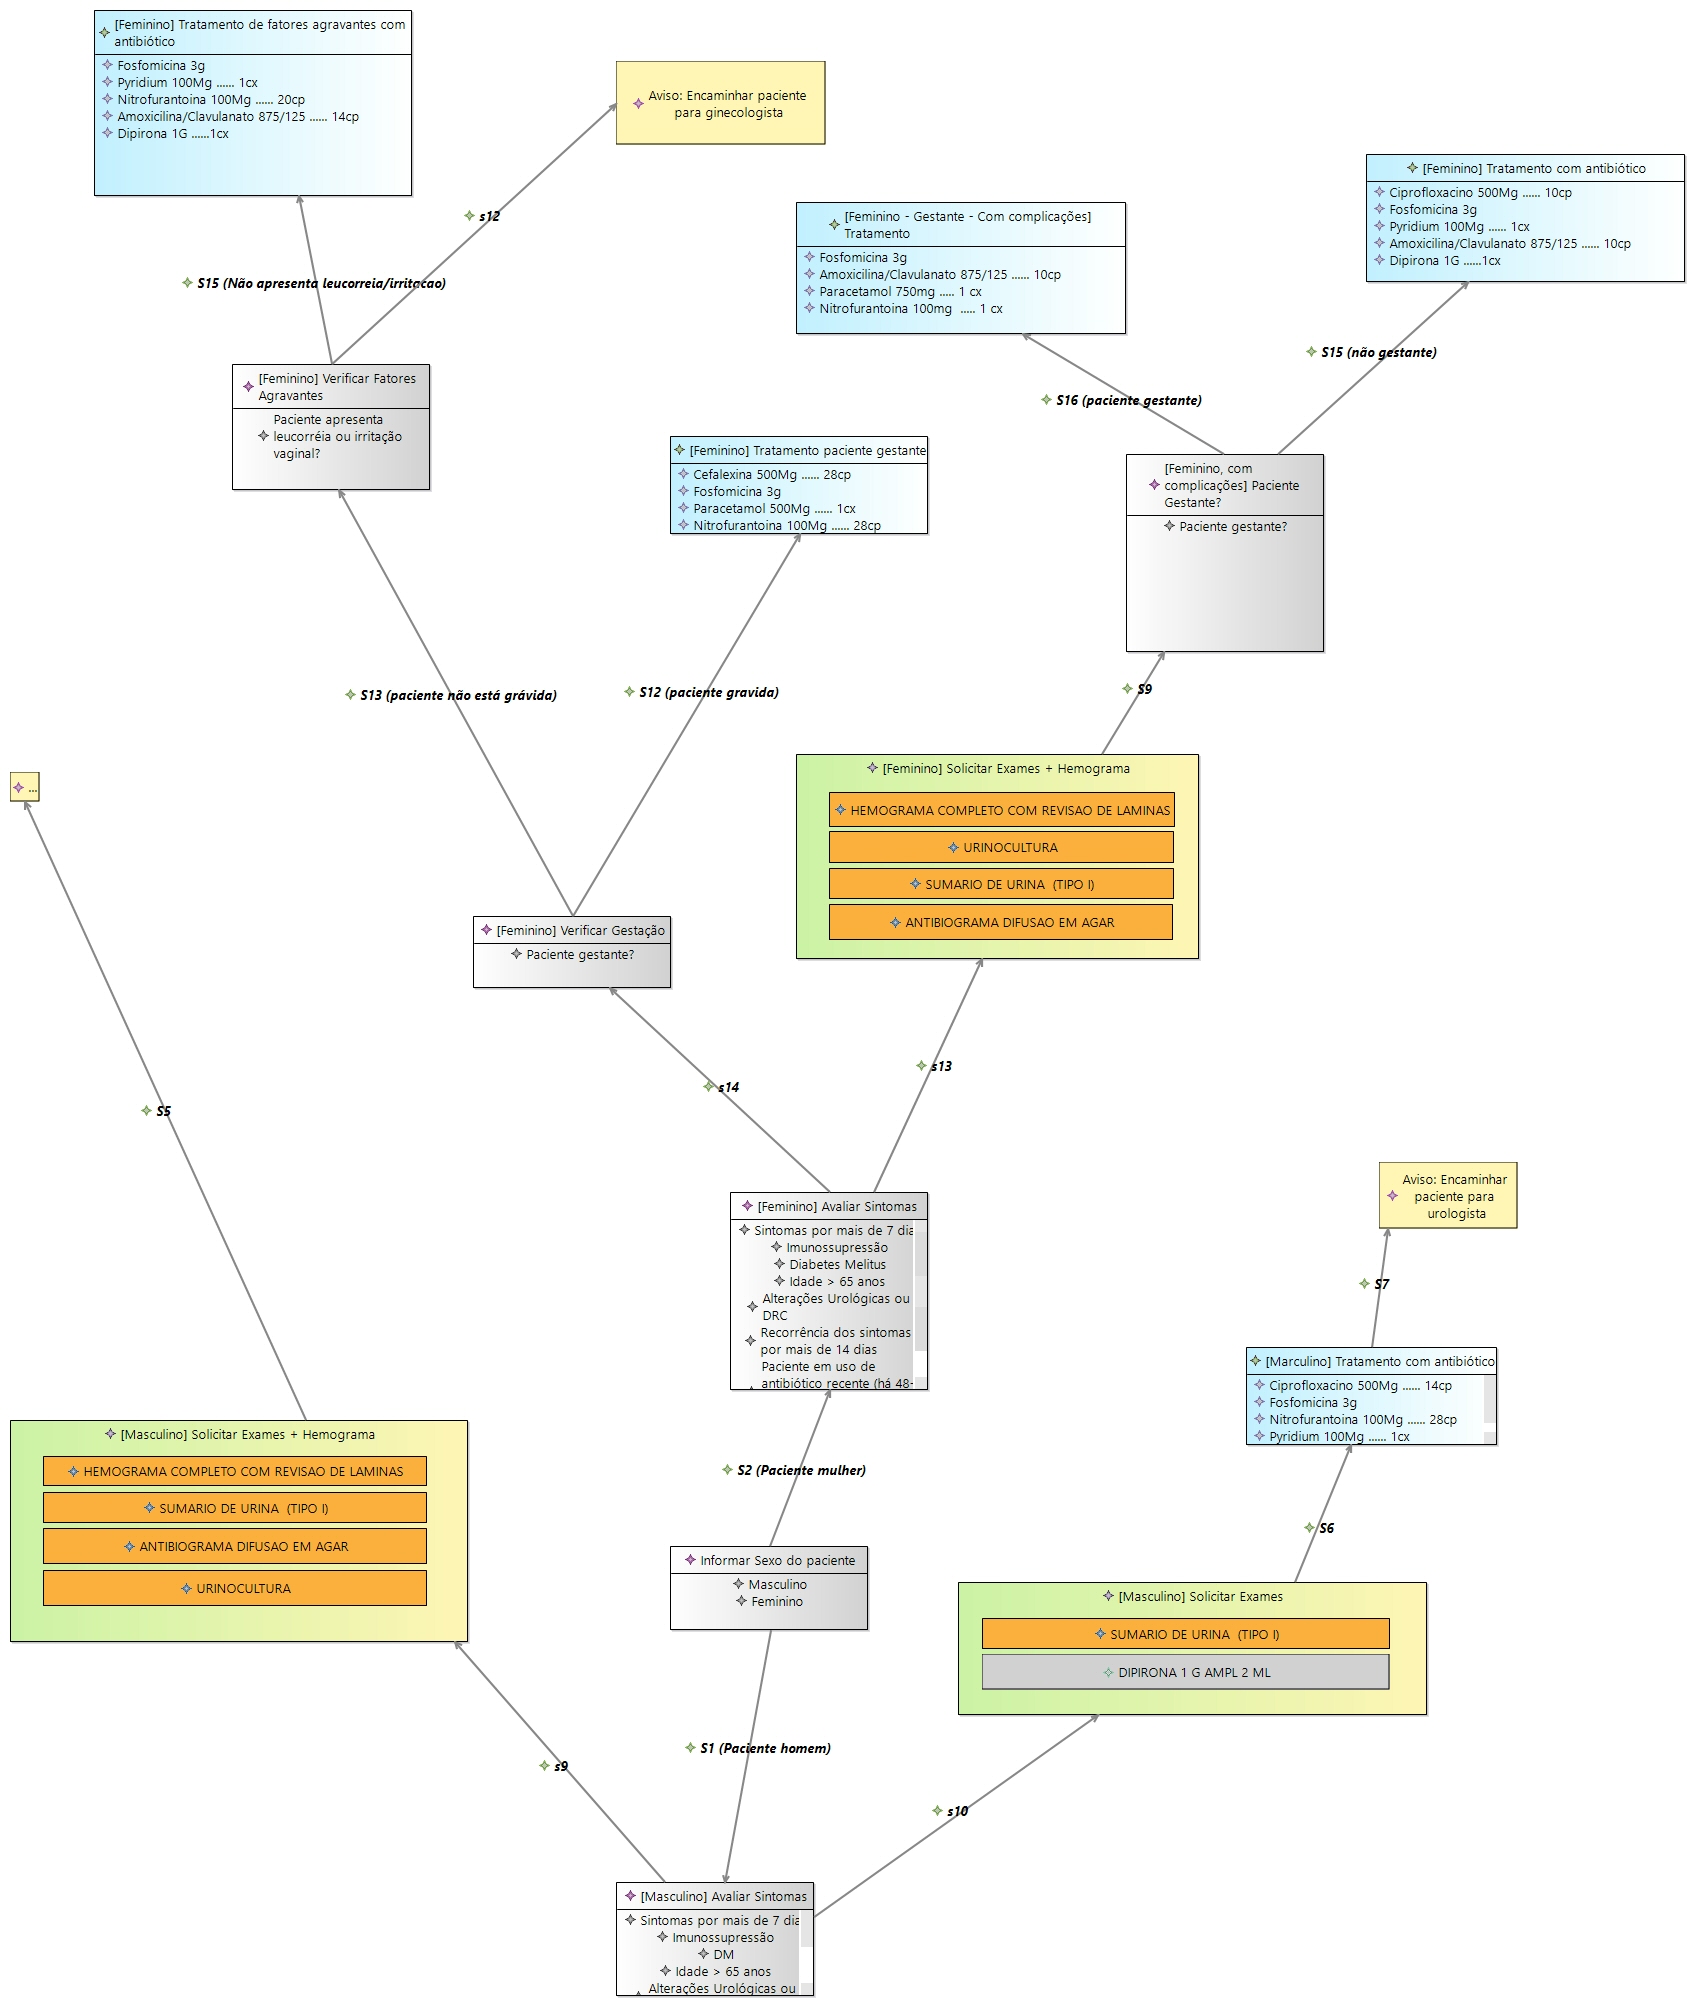 [Feminino] Tratamento de fatores agravantes com
antibiótico
Fosfomicina 3g
Pyridium 100Mg ...... 1cx
Nitrofurantoina 100Mg ...... 20cp
Amoxicilina/Clavulanato 875/125 ...... 14cp
Dipirona 1G ......1cx
Aviso: Encaminhar paciente
para ginecologista
[Feminino] Tratamento com antibiótico
Ciprofloxacino 500Mg ...... 10cp
Fosfomicina 3g
Pyridium 100Mg ...... 1cx
Amoxicilina/Clavulanato 875/125 ...... 10cp
Dipirona 1G ......1cx
[Feminino - Gestante - Com complicações]
Tratamento
Fosfomicina 3g
Amoxicilina/Clavulanato 875/125 ...... 10cp
Paracetamol 750mg ..... 1 cx
Nitrofurantoina 100mg  ..... 1 cx
s12
S15 (Não apresenta leucorreia/irritacao)
S15 (não gestante)
S16 (paciente gestante)
[Feminino] Verificar Fatores
Agravantes
Paciente apresenta
leucorréia ou irritação
vaginal?
[Feminino] Tratamento paciente gestante
Cefalexina 500Mg ...... 28cp
Fosfomicina 3g
Paracetamol 500Mg ...... 1cx
Nitrofurantoina 100Mg ...... 28cp
[Feminino, com
complicações] Paciente
Gestante?
Paciente gestante?
S13 (paciente não está grávida)
S12 (paciente gravida)
S9
...
[Feminino] Solicitar Exames + Hemograma
HEMOGRAMA COMPLETO COM REVISAO DE LAMINAS
URINOCULTURA
SUMARIO DE URINA  (TIPO I)
ANTIBIOGRAMA DIFUSAO EM AGAR
[Feminino] Verificar Gestação
Paciente gestante?
s14
s13
S5
[Feminino] Avaliar Sintomas
Sintomas por mais de 7 dia
Imunossupressão
Diabetes Melitus
Idade > 65 anos
Alterações Urológicas ou
DRC
Recorrência dos sintomas
por mais de 14 dias
Paciente em uso de
antibiótico recente (há 48-
Aviso: Encaminhar
paciente para
urologista
S7
[Marculino] Tratamento com antibiótico
Ciprofloxacino 500Mg ...... 14cp
Fosfomicina 3g
Nitrofurantoina 100Mg ...... 28cp
Pyridium 100Mg ...... 1cx
[Masculino] Solicitar Exames + Hemograma
HEMOGRAMA COMPLETO COM REVISAO DE LAMINAS
SUMARIO DE URINA  (TIPO I)
ANTIBIOGRAMA DIFUSAO EM AGAR
URINOCULTURA
S2 (Paciente mulher)
S6
Informar Sexo do paciente
Masculino
Feminino
[Masculino] Solicitar Exames
SUMARIO DE URINA  (TIPO I)
DIPIRONA 1 G AMPL 2 ML
S1 (Paciente homem)
s9
s10
[Masculino] Avaliar Sintomas
Sintomas por mais de 7 dia
Imunossupressão
DM
Idade > 65 anos
Alterações Urológicas ou